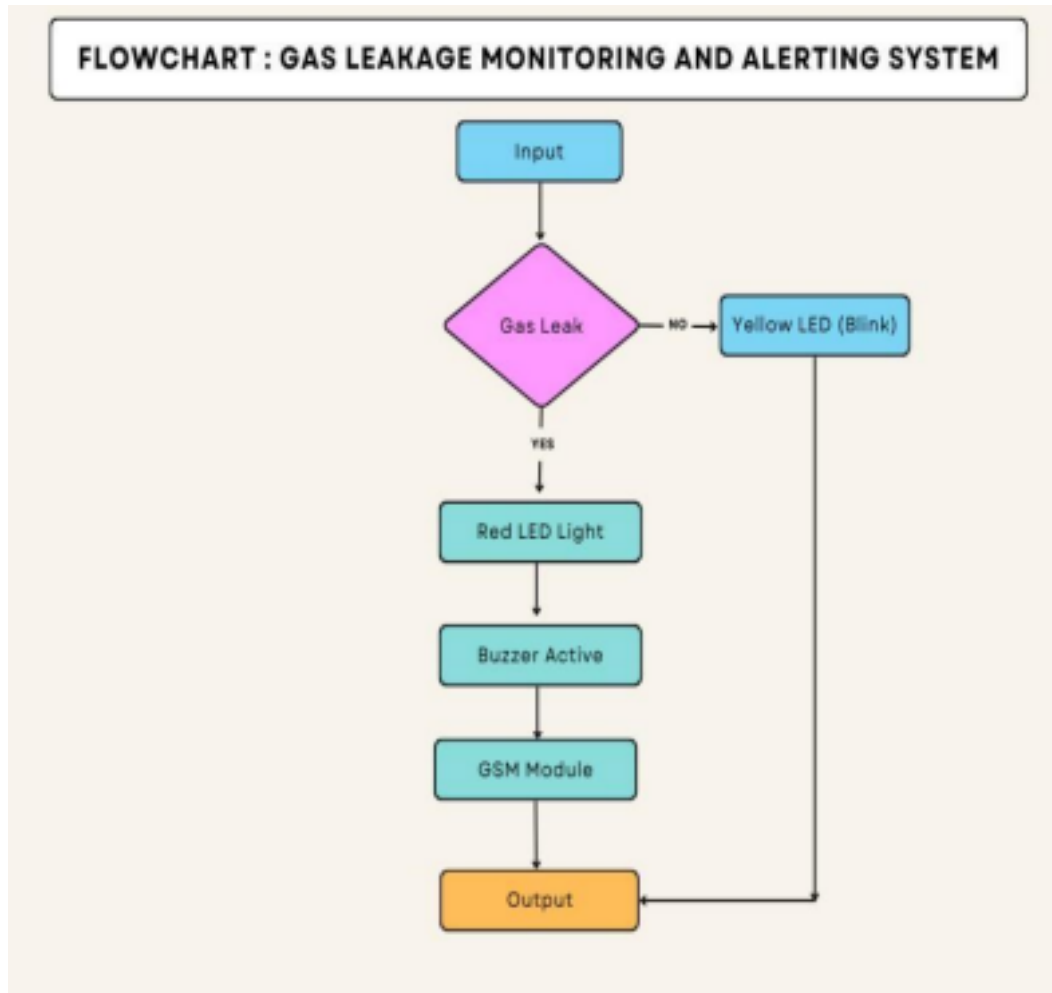 FLOWCHART : GAS LEAKAGE MONITORING AND ALERTING SYSTEM
Input
Gas Leak
NO
Yellow LED (Blink)
YES
Red LED Light
Buzzer Active
GSM Module
Output